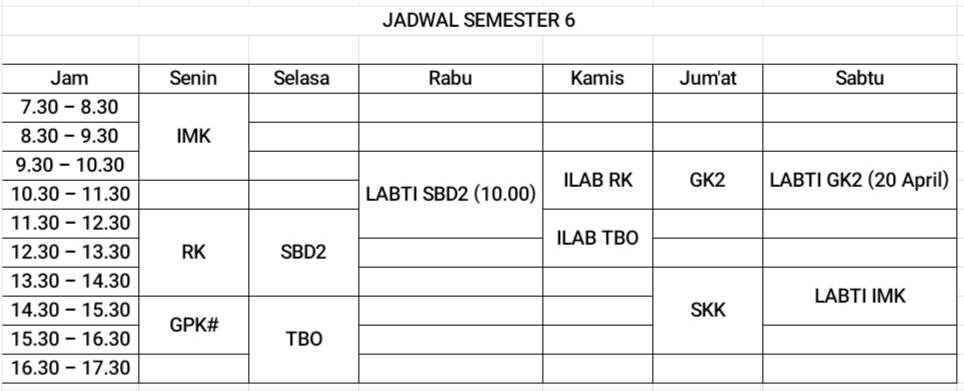 JADWAL SEMESTER 6
Jam Senin Selasa Rabu Kamis Jum'at Sabtu
7.30 – 8.30
8.30 – 9.30 IMK
9.30 – 10.30
10.30 – 11.30 LABTI SBD2 (10.00) ILAB RK GK2 LABTI GK2 (20 April)
11.30 – 12.30
12.30 – 13.30 RK SBD2 ILAB TBO
13.30 – 14.30
14.30 – 15.30 GPK# SKK LABTI IMK
15.30 – 16.30 TBO
16.30 – 17.30